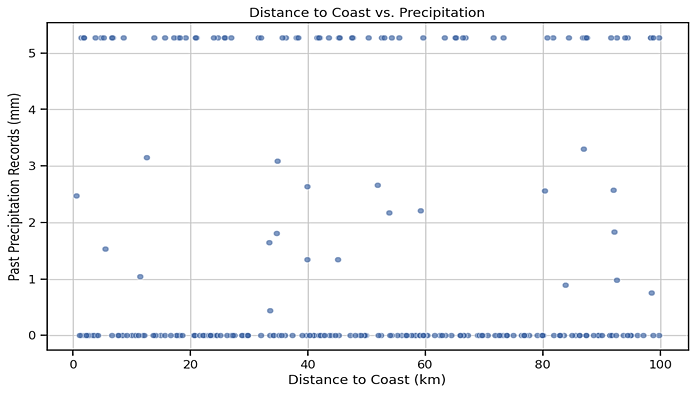 Distance to Coast vs. Precipitation
Past Precipitation Records (mm)
5
4
3
2
1
0
0 20 40 60 80 100
Distance to Coast (km)